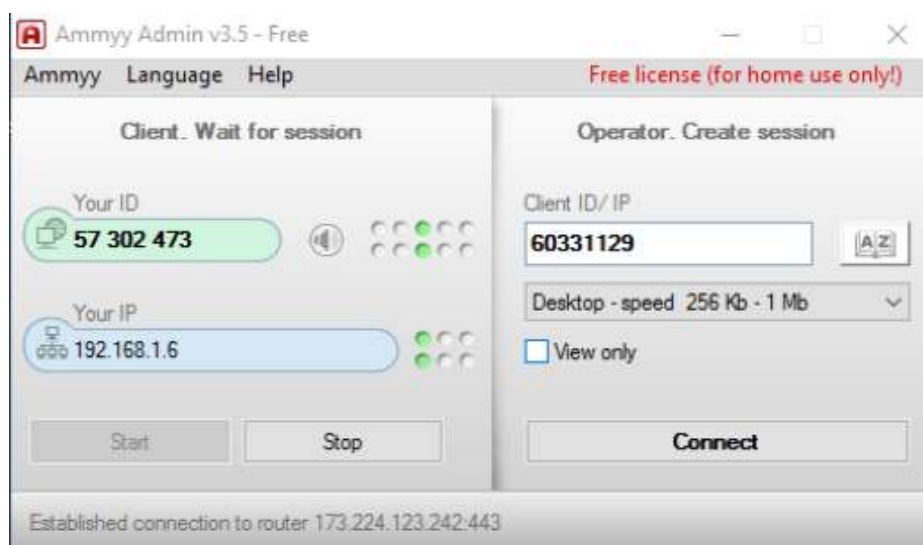 Ammyy Admin v3.5 - Free
Ammyy Language Help
Free license (for home use only!)
Client. Wait for session
Your ID
57 302 473
Your IP
192.168.1.6
Start Stop
Operator. Create session
Client ID/ IP
60331129
AZ
Desktop - speed 256 Kb - 1 Mb
View only
Connect
Established connection to router 173.224.123.242:443